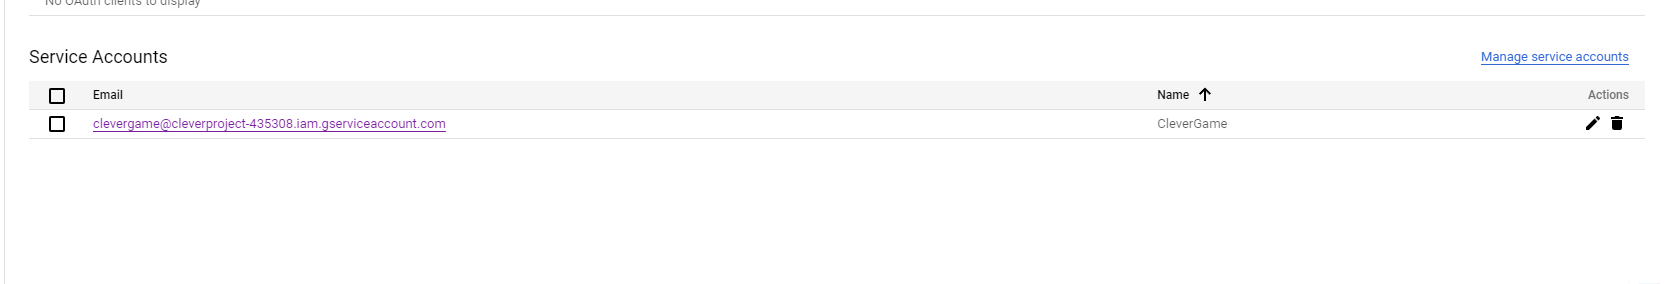 No OAuth clients to display
Service Accounts
Manage service accounts
Email Name Actions
clevergame@cleverproject-435308.iam.gserviceaccount.com CleverGame